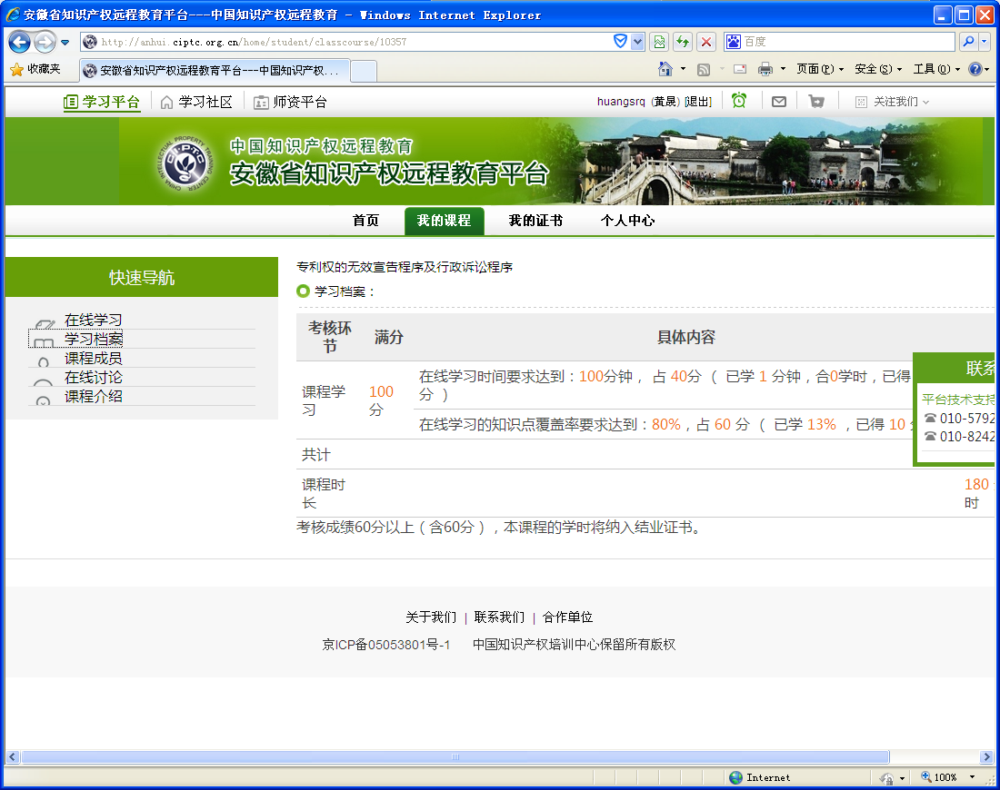 安徽省知识产权远程教育平台---中国知识产权远程教育 - Windows Internet Explorer
http://anhui.ciptc.org.cn/home/student/classcourse/10357
百度
收藏夹
安徽省知识产权远程教育平台---中国知识产权...
页面(P)
安全(S)
工具(O)
学习平台
学习社区
师资平台
huangsrq (黄晟) [退出]
关注我们
INTELLECTUAL PROPERTY TRAINING
CIPTC
CHINA CENTER
中国知识产权远程教育
安徽省知识产权远程教育平台
首页
我的课程
我的证书
个人中心
快速导航
在线学习
学习档案
课程成员
在线讨论
课程介绍
专利权的无效宣告程序及行政诉讼程序
学习档案：
考核环节
满分
具体内容
课程学习
100分
在线学习时间要求达到：100分钟， 占 40分 （ 已学 1 分钟，合0学时，已得
分 ）
在线学习的知识点覆盖率要求达到：80%，占 60 分 （ 已学 13% ，已得 10
共计
课程时长
180
时
考核成绩60分以上（含60分），本课程的学时将纳入结业证书。
联系
平台技术支持
010-5792
010-8242
关于我们 | 联系我们 | 合作单位
京ICP备05053801号-1 中国知识产权培训中心保留所有版权
Internet
100%